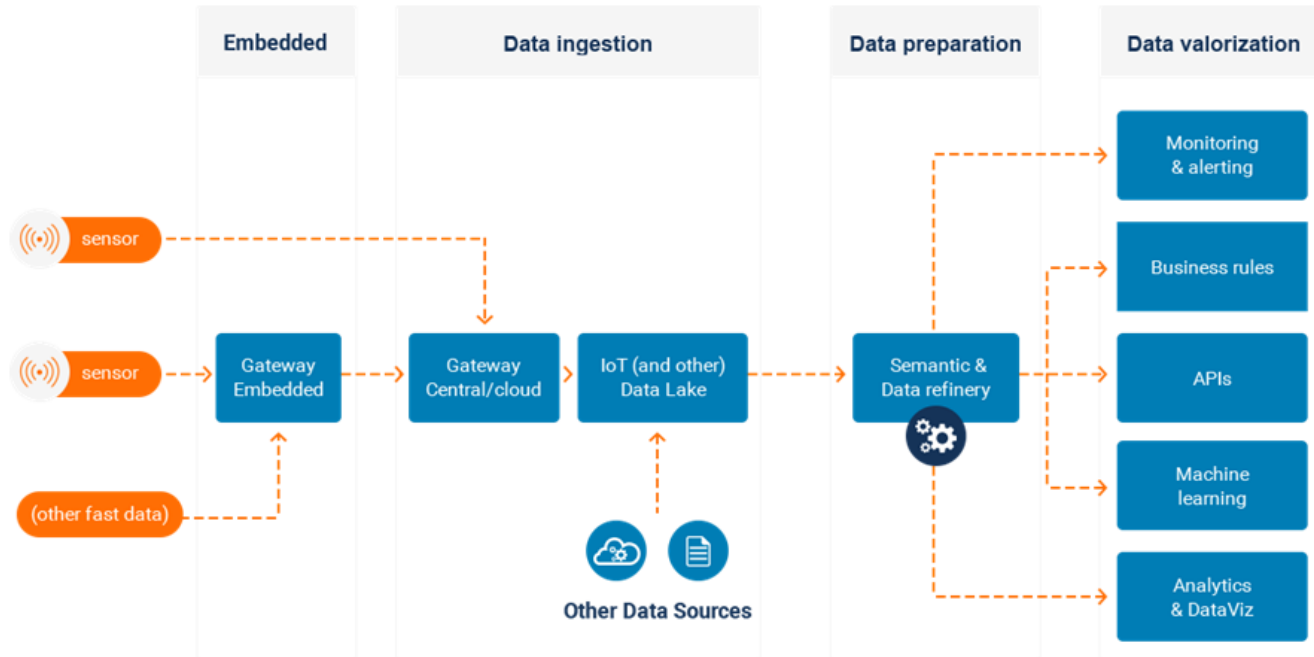 Embedded
Data ingestion
Data preparation
Data valorization
Monitoring
& alerting
sensor
Business rules
sensor
Gateway
Embedded
Gateway
Central/cloud
IoT (and other)
Data Lake
Semantic &
Data refinery
APIs
Machine
learning
(other fast data)
Other Data Sources
Analytics
& DataViz